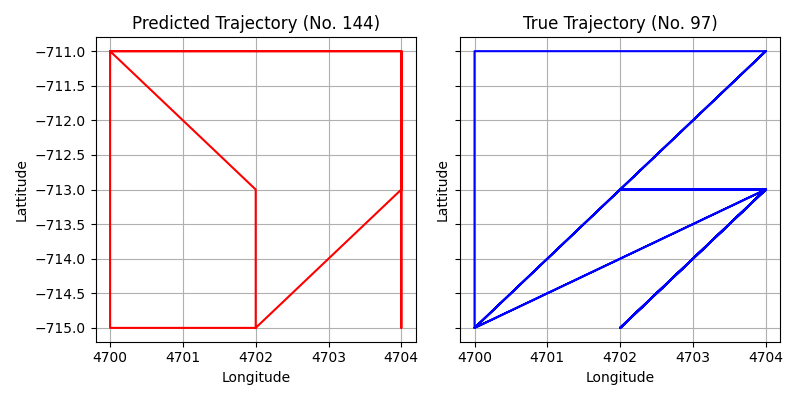 Predicted Trajectory (No. 144)
True Trajectory (No. 97)
Lattitude
−711.0
−711.5
−712.0
−712.5
−713.0
−713.5
−714.0
−714.5
−715.0
4700 4701 4702 4703 4704
Longitude
Lattitude
4700 4701 4702 4703 4704
Longitude